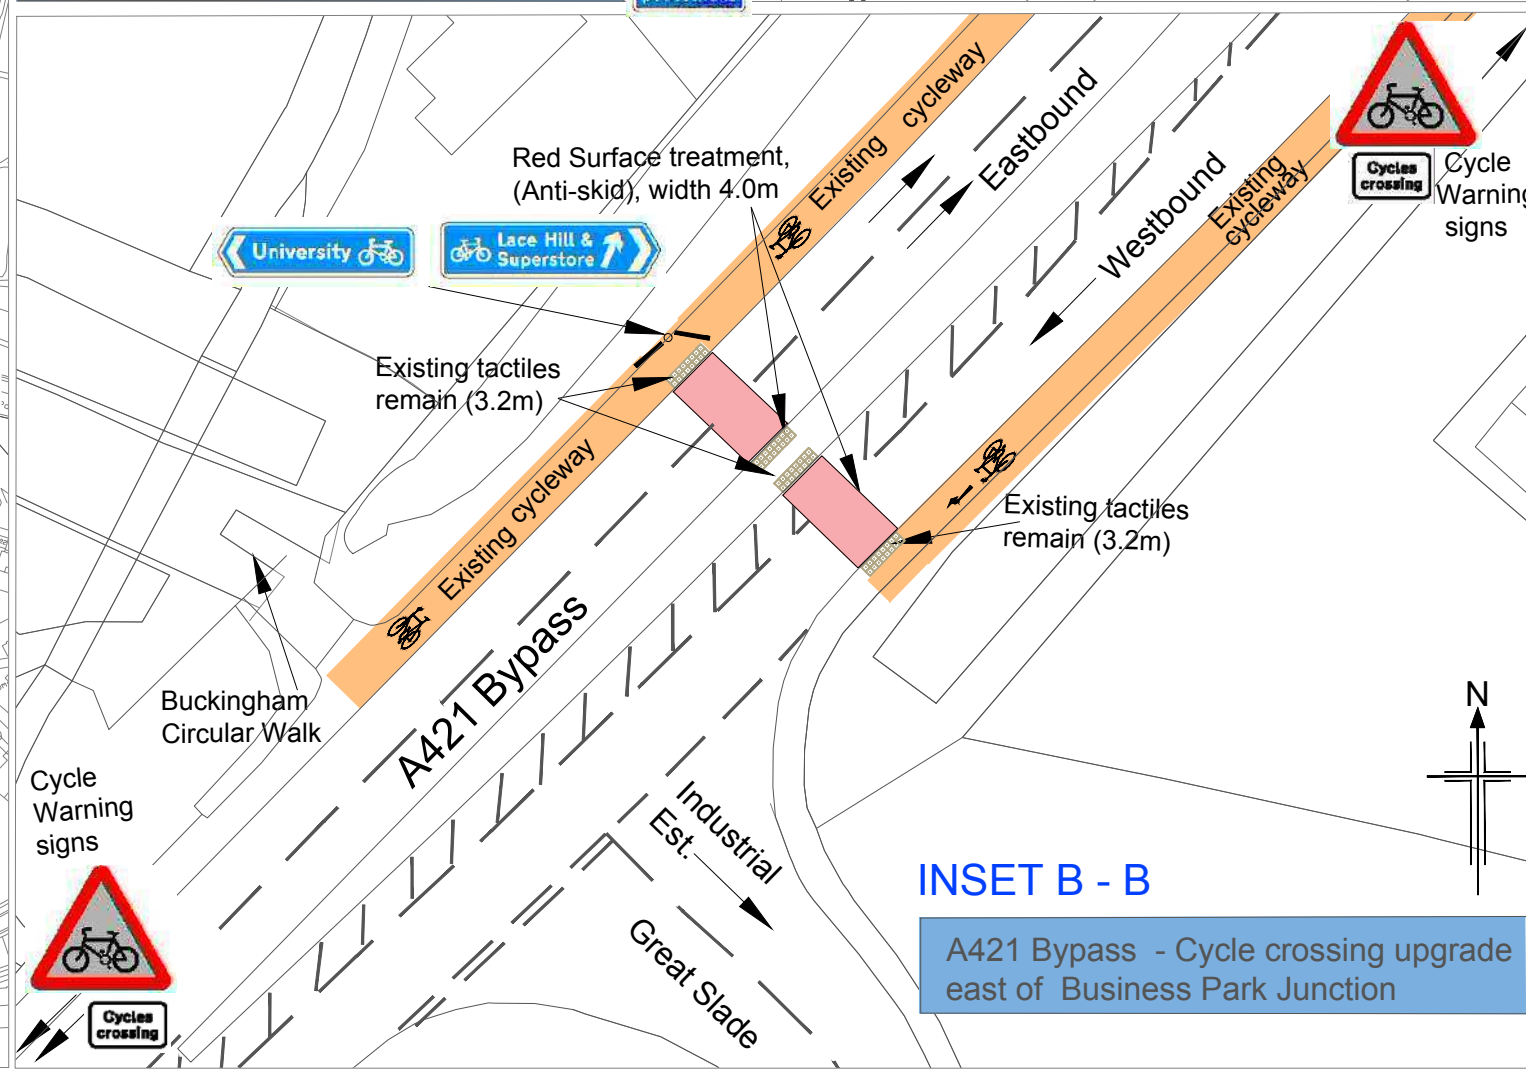 Existing cycleway
Eastbound
Red Surface treatment,
(Anti-skid), width 4.0m
Westbound
Existing
cycleway
Cycles
crossing
Cycle
Warning
signs
University
Lace Hill &
Superstore
Existing tactiles
remain (3.2m)
Existing cycleway
Existing tactiles
remain (3.2m)
A421 Bypass
Buckingham
Circular Walk
N
Cycle
Warning
signs
Cycles
crossing
Industrial
Est.
Great Slade
INSET B - B
A421 Bypass - Cycle crossing upgrade
east of Business Park Junction